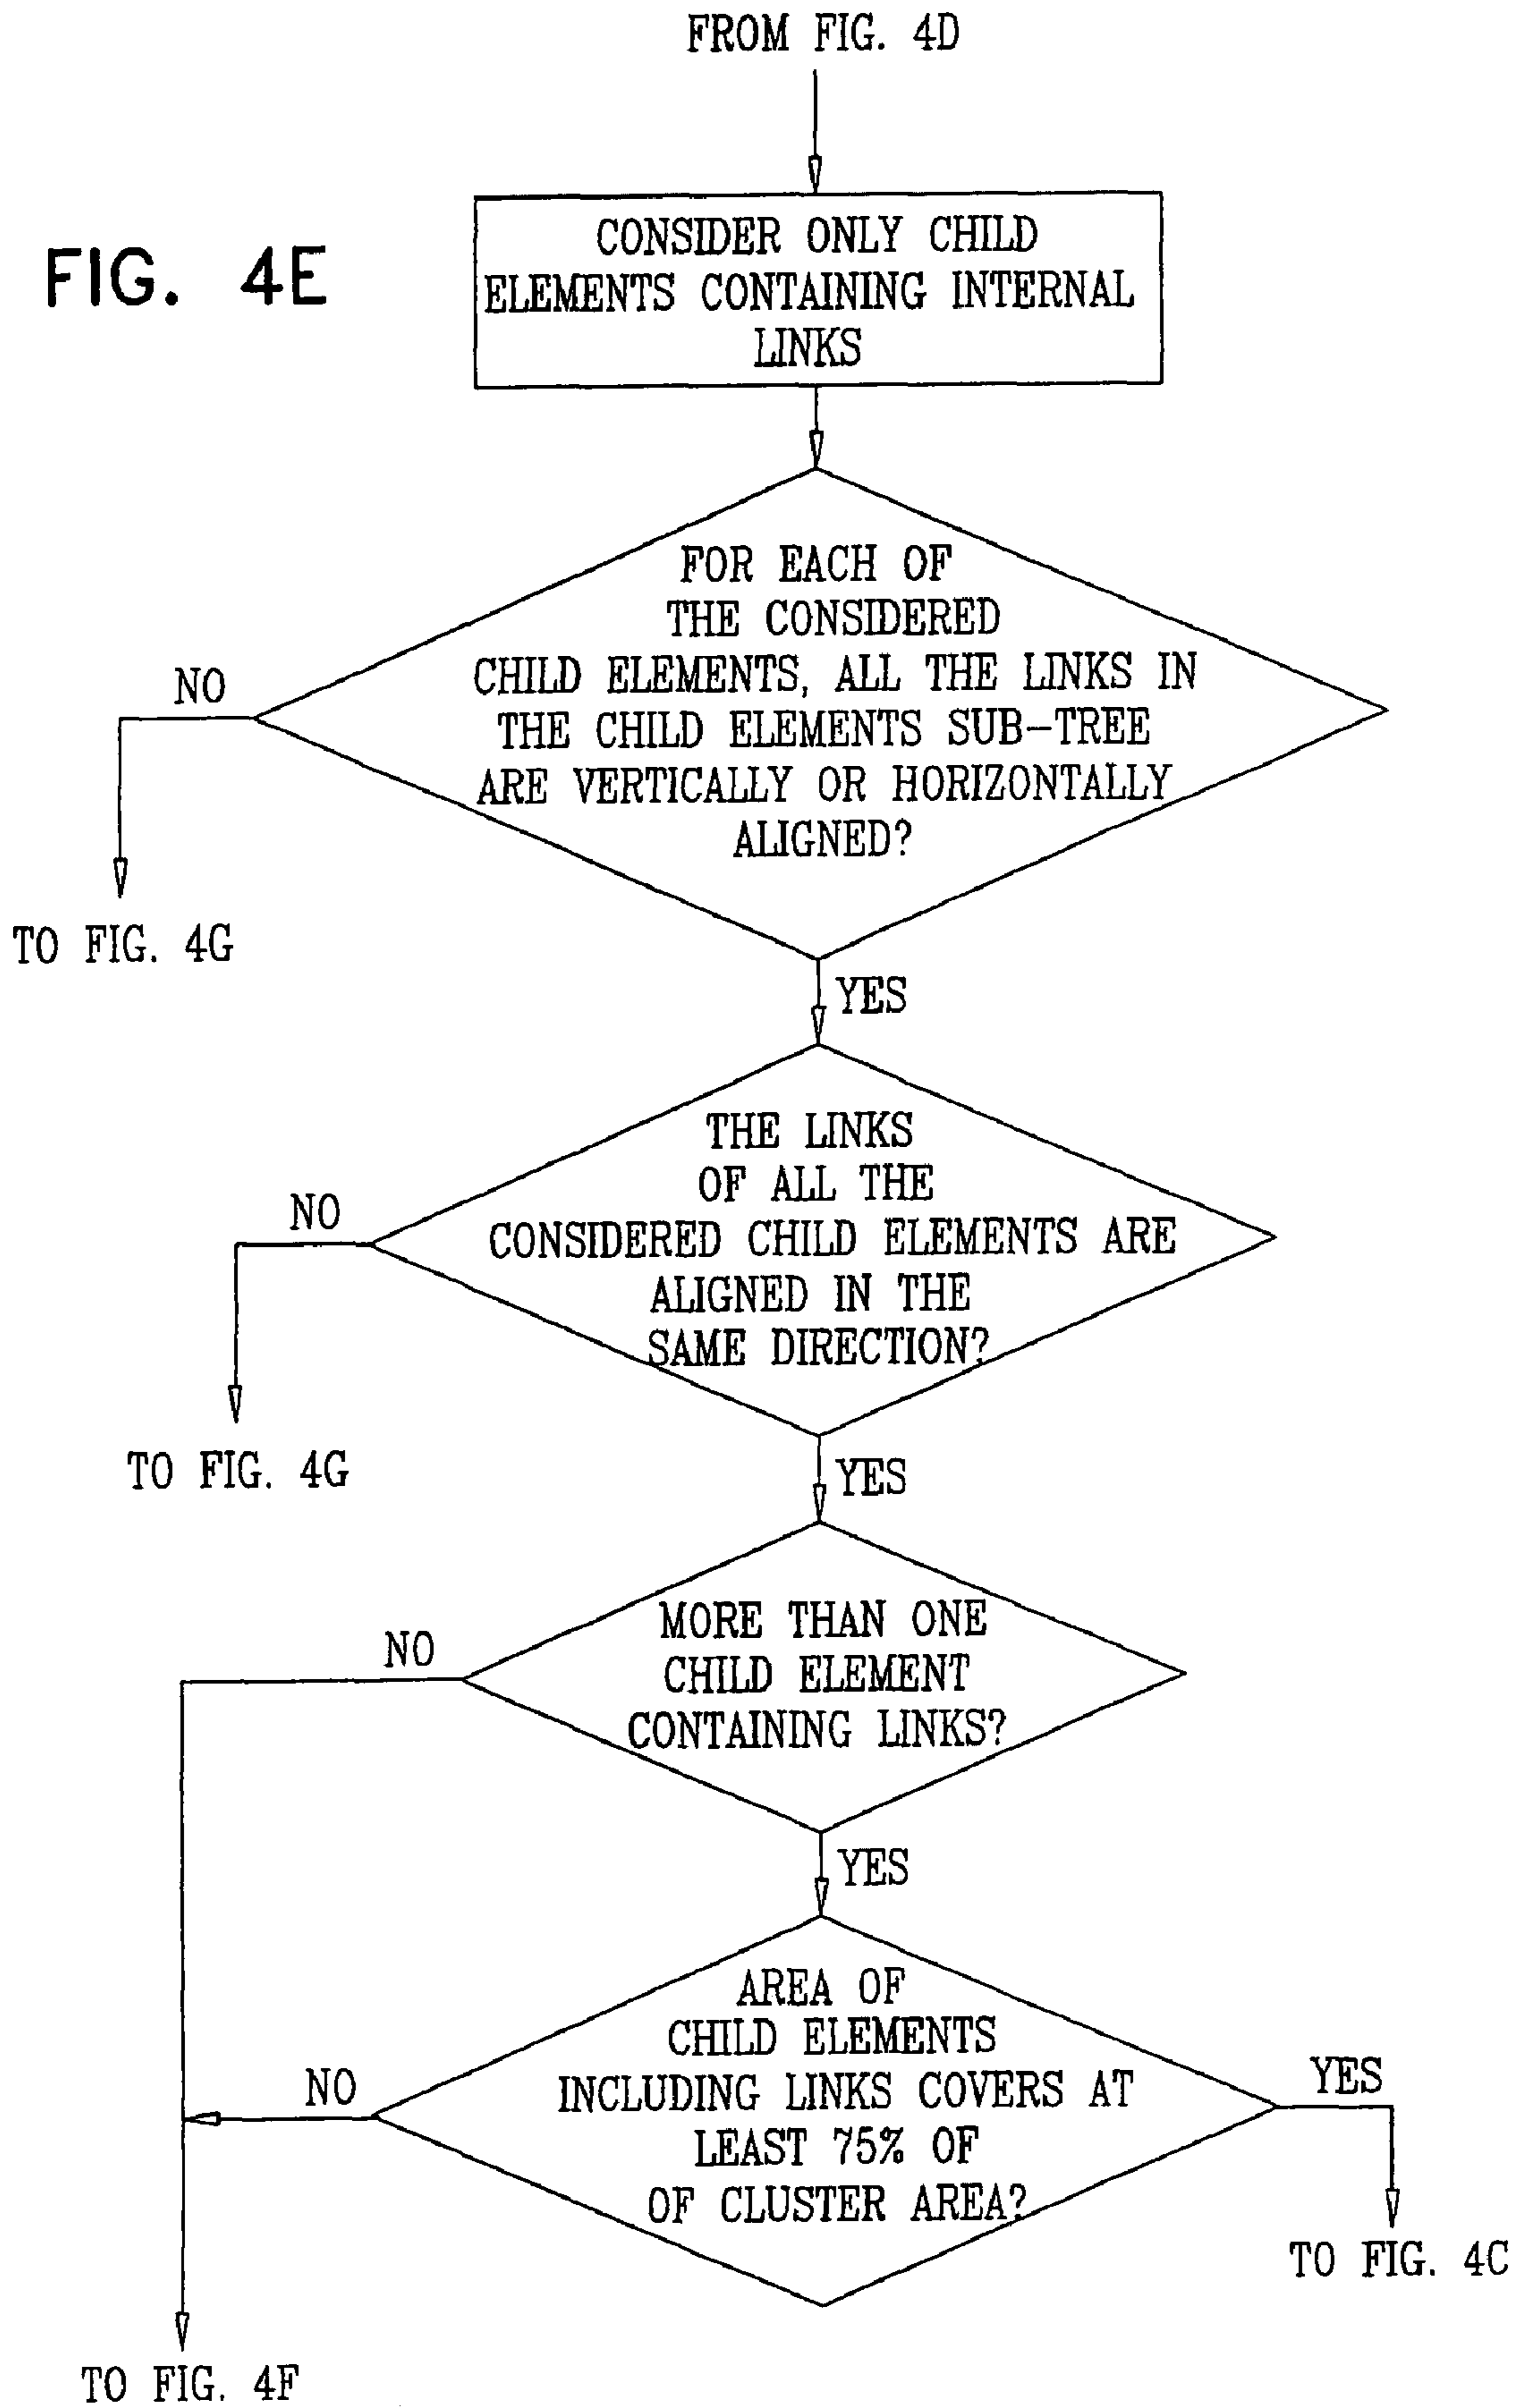 FROM FIG. 4D
FIG. 4E
CONSIDER ONLY CHILD
ELEMENTS CONTAINING INTERNAL
LINKS
FOR EACH OF
THE CONSIDERED
CHILD ELEMENTS, ALL THE LINKS IN
THE CHILD ELEMENTS SUB-TREE
ARE VERTICALLY OR HORIZONTALLY
ALIGNED?
NO
TO FIG. 4G
YES
THE LINKS
OF ALL THE
CONSIDERED CHILD ELEMENTS ARE
ALIGNED IN THE
SAME DIRECTION?
NO
TO FIG. 4G
YES
MORE THAN ONE
CHILD ELEMENT
CONTAINING LINKS?
NO
YES
AREA OF
CHILD ELEMENTS
INCLUDING LINKS COVERS AT
LEAST 75% OF
OF CLUSTER AREA?
NO
YES
TO FIG. 4C
TO FIG. 4F